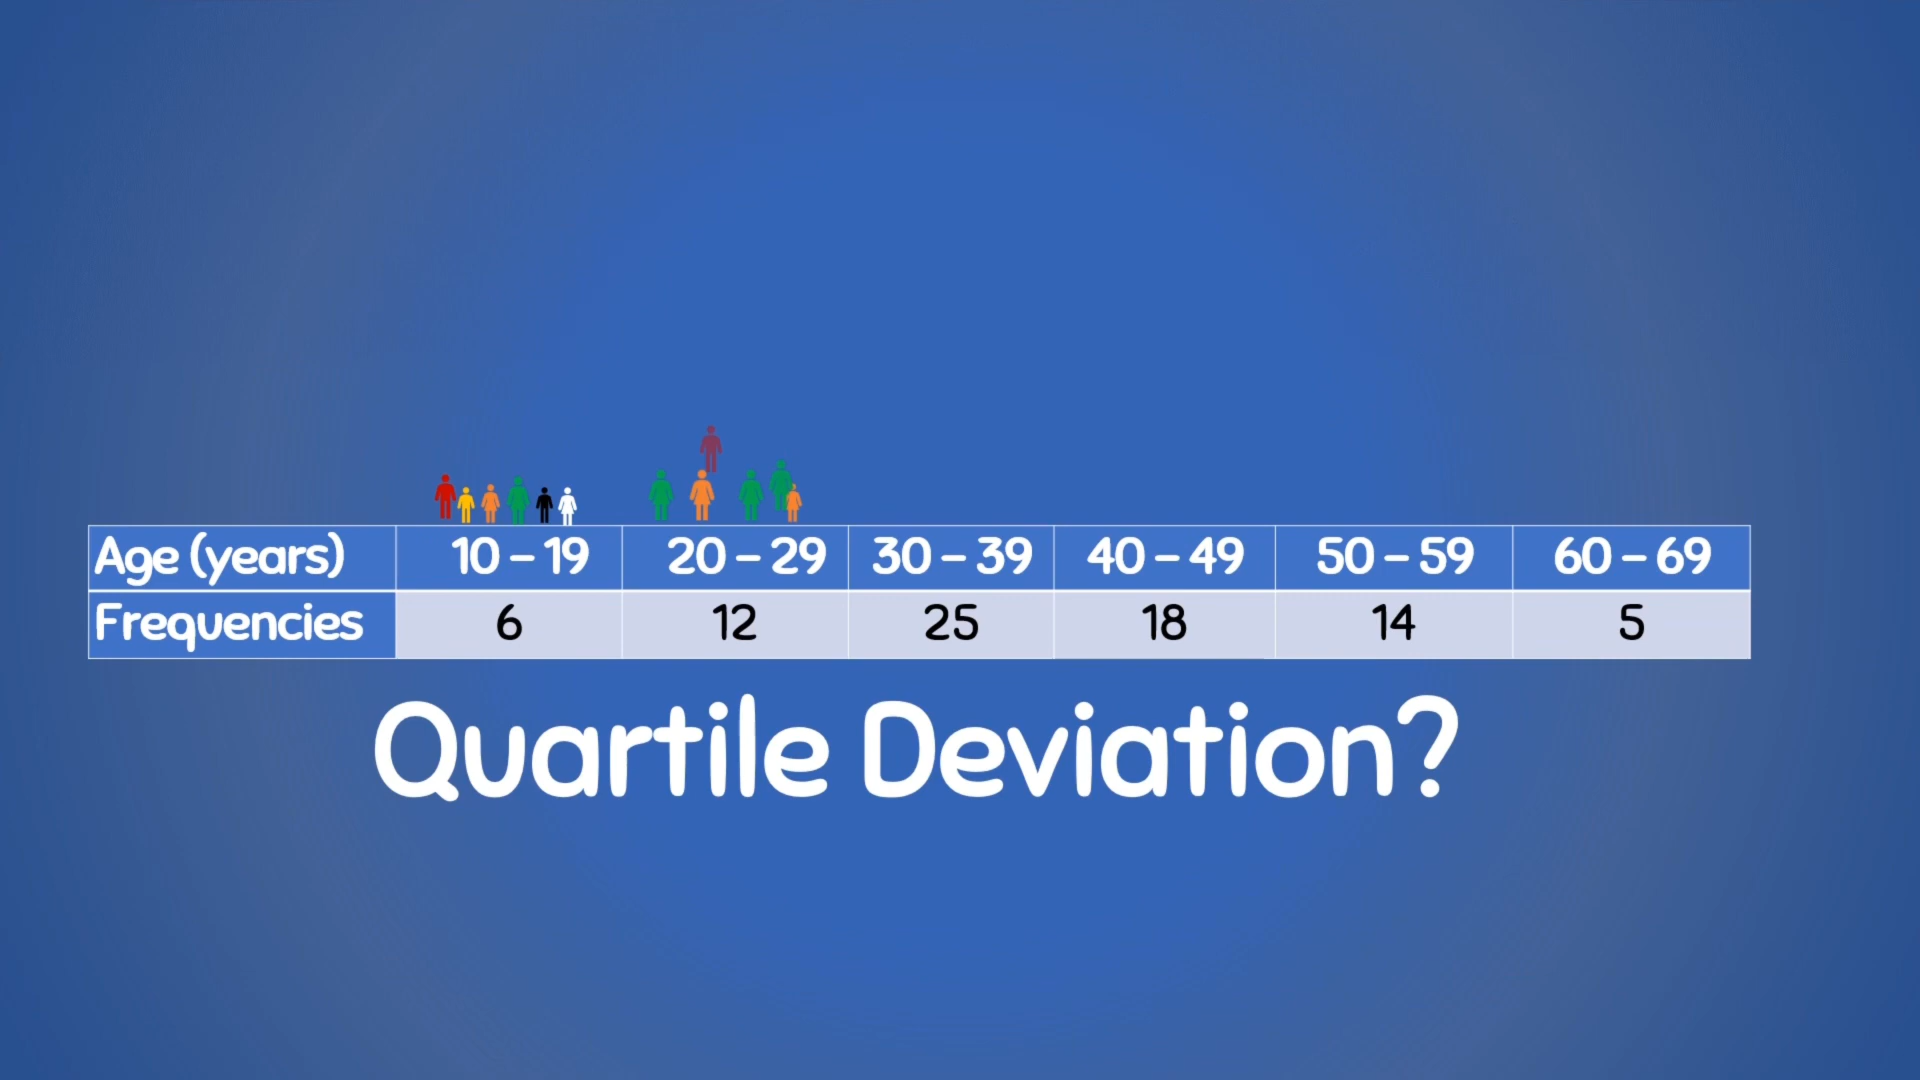 Age (years) 10 – 19 20 – 29 30 – 39 40 – 49 50 – 59 60 – 69
Frequencies 6 12 25 18 14 5
Quartile Deviation?